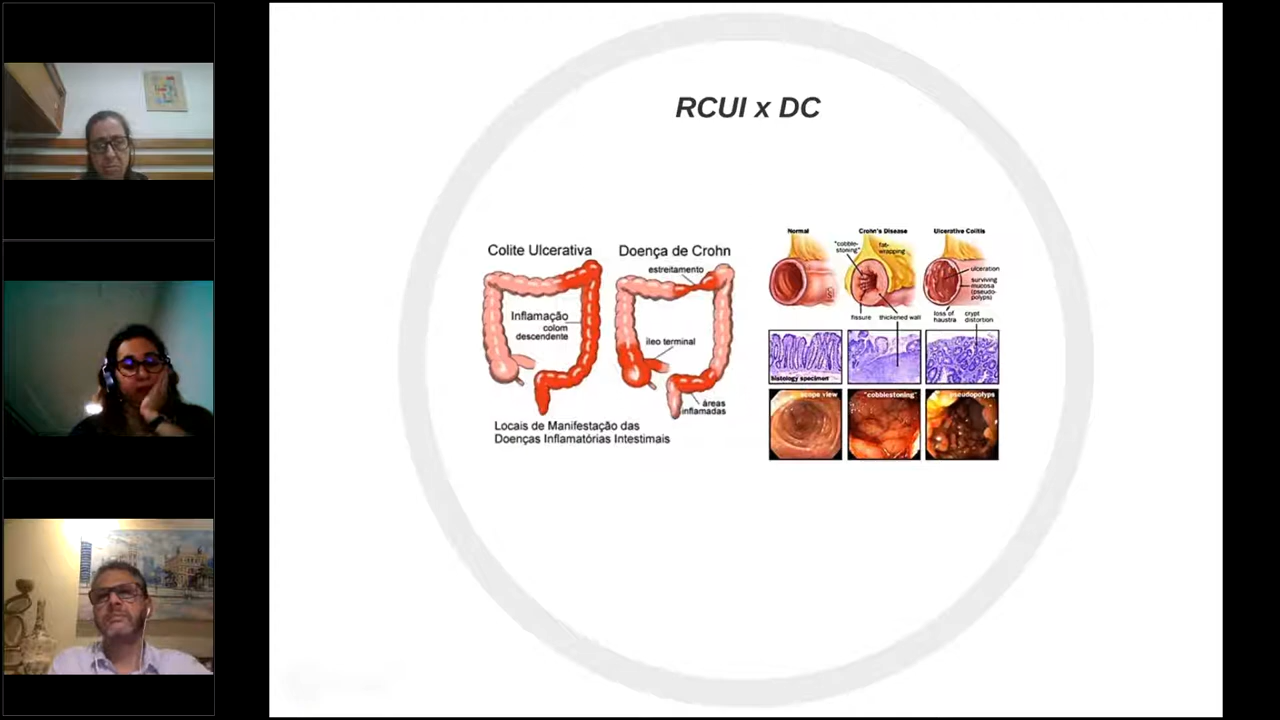 RCUI x DC
Colite Ulcerativa
Doença de Crohn
estreitamento
Inflamação
colom
descendente
íleo terminal
áreas
inflamadas
Locais de Manifestação das
Doenças Inflamatórias Intestimais
Normal
Crohn's Disease
Ulcerative Colitis
"cobble-
stoning"
fat-
wrapping
ulceration
surviving
mucosa
(pseudo-
polyps)
fissure
thickened wall
loss of
haustra
crypt
distortion
histology specimen
scope view
"cobblestoning"
pseudopolyps